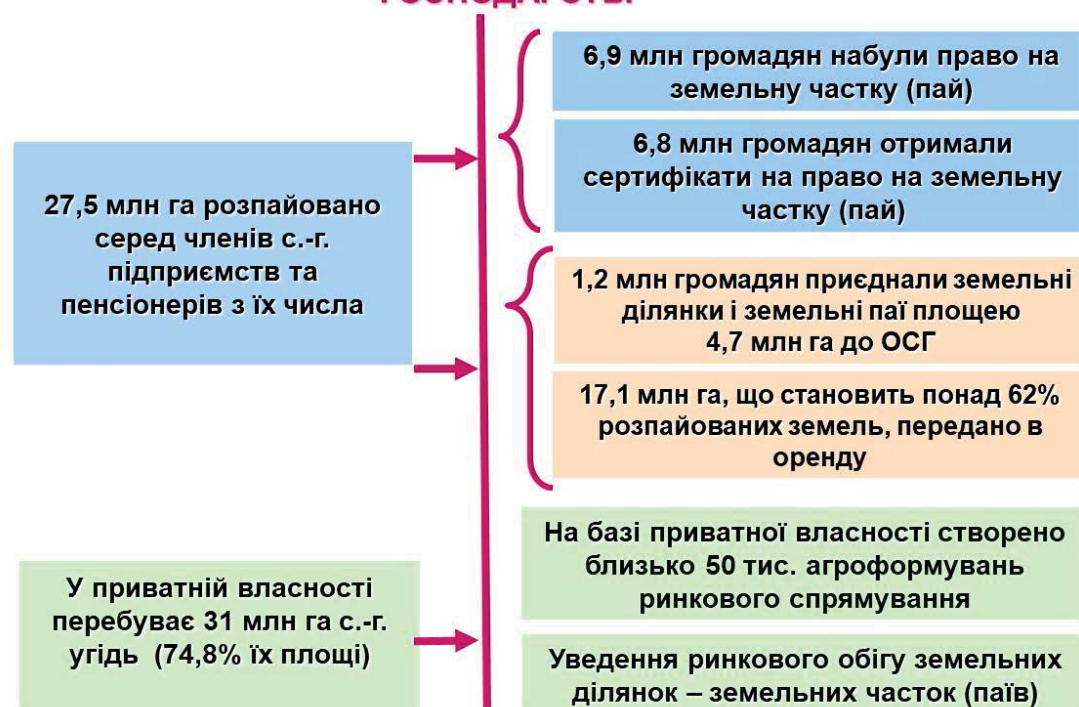 27,5 млн га розпайовано
серед членів с.-г.
підприємств та
пенсіонерів з їх числа
6,9 млн громадян набули право на
земельну частку (пай)
6,8 млн громадян отримали
сертифікати на право на земельну
частку (пай)
1,2 млн громадян приєднали земельні
ділянки і земельні паї площею
4,7 млн га до ОСГ
17,1 млн га, що становить понад 62%
розпайованих земель, передано в
оренду
У приватній власності
перебуває 31 млн га с.-г.
угідь (74,8% їх площі)
На базі приватної власності створено
близько 50 тис. агроформувань
ринкового спрямування
Уведення ринкового обігу земельних
ділянок – земельних часток (паїв)